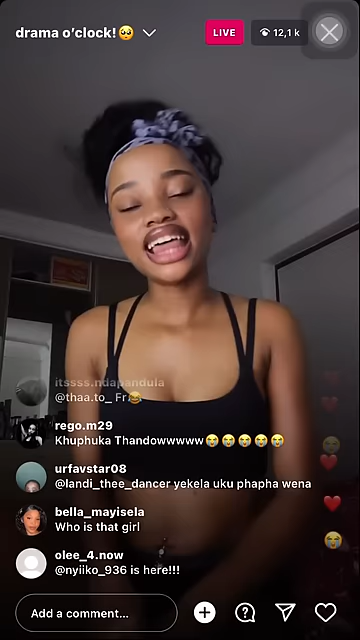 drama o'clock!🥺
LIVE
12,1 k
itssss.ndapandula
@thaa.to_ Fr😂
rego.m29
Khuphuka Thandowwwww😭😭😭😭😭
urfavstar08
@landi_thee_dancer yekela uku phapha wena
bella_mayisela
Who is that girl
olee_4.now
@nyiiko_936 is here!!!
Add a comment...